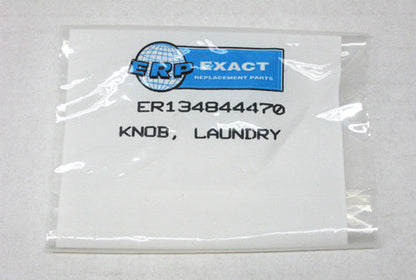 ERP EXACT
REPLACEMENT PARTS
ER134844470
KNOB, LAUNDRY